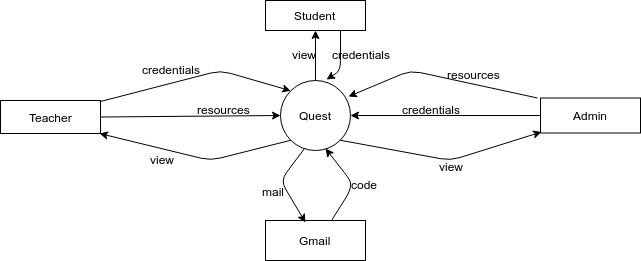 Student
view
credentials
credentials
resources
resources
credentials
Teacher
Quest
Admin
view
view
mail
code
Gmail